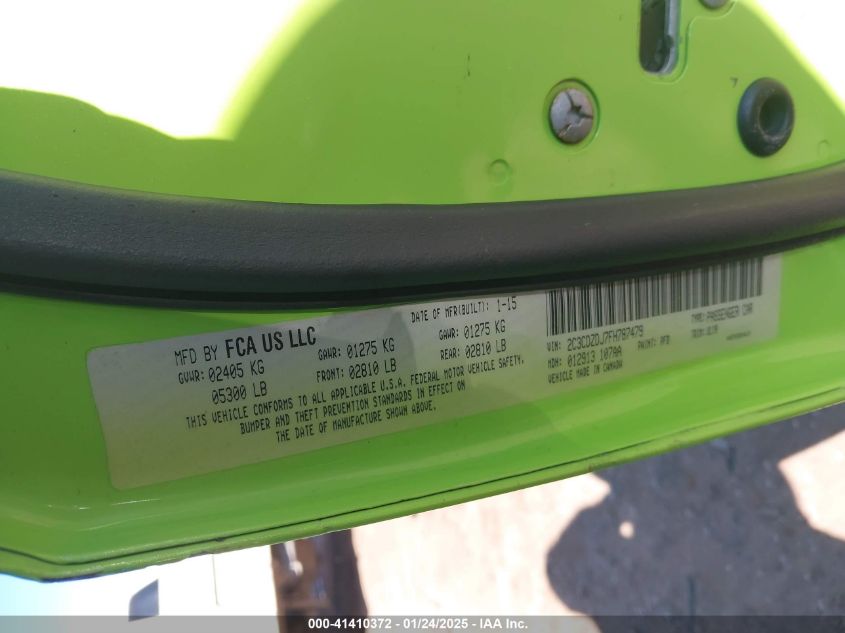 MFD BY FCA US LLC
DATE OF MFR(BUILT): 1-15
GVWR: 02405 KG
05300 LB
GAWR: 01275 KG
FRONT: 02810 LB
GAWR: 01275 KG
REAR: 02810 LB
THIS VEHICLE CONFORMS TO ALL APPLICABLE U.S.A. FEDERAL MOTOR VEHICLE SAFETY,
BUMPER AND THEFT PREVENTION STANDARDS IN EFFECT ON
THE DATE OF MANUFACTURE SHOWN ABOVE.
VIN: 2C3CDZDJ7FH787479
TYPE: PASSENGER CAR
MDH: 012913 107AA
PAINT: PFD
TRIM:
VEHICLE MADE IN CANADA
000-41410372 — 01/24/2025 — IAA Inc.